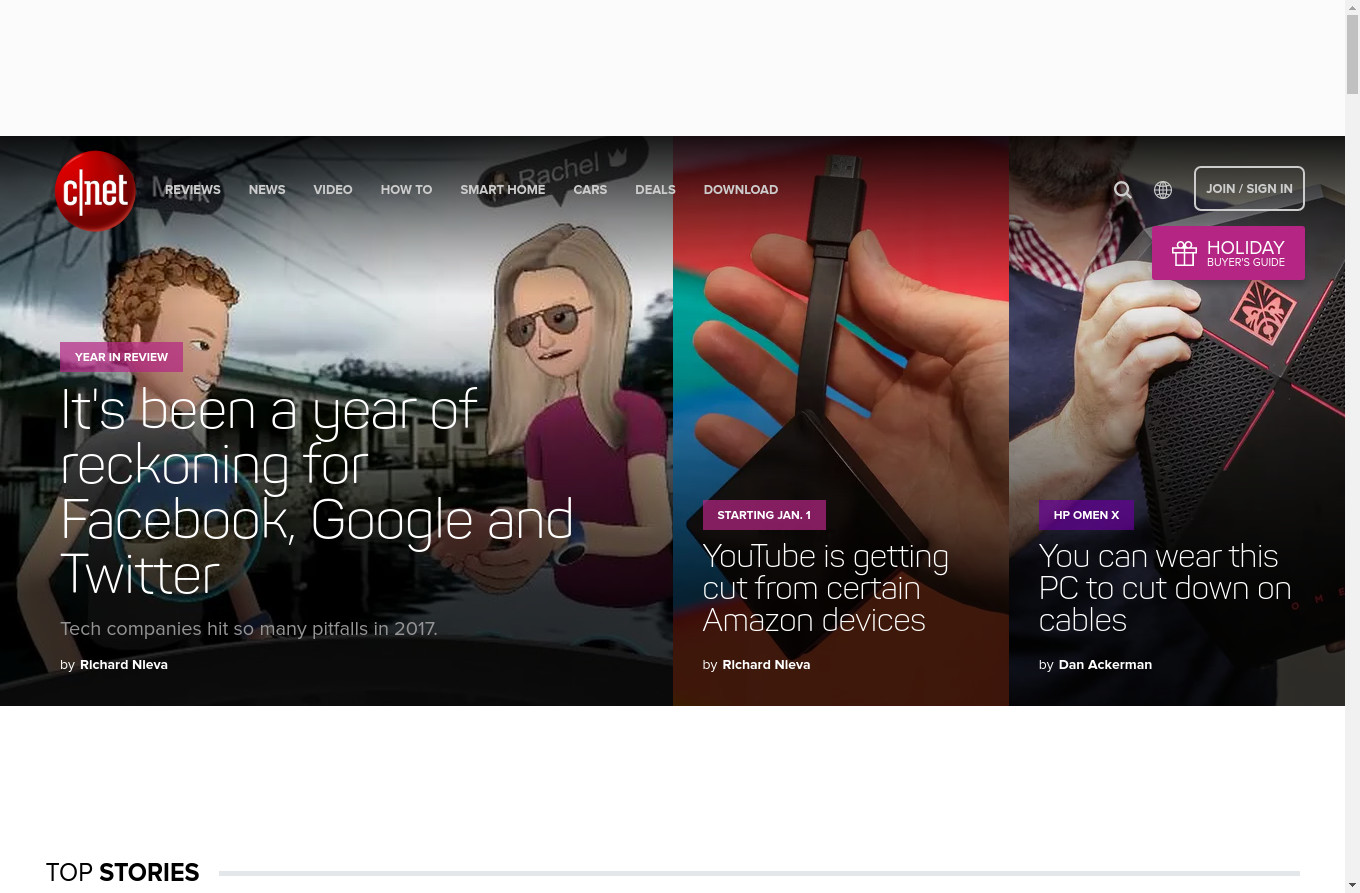 c|net
Mark
Rachel
REVIEWS
NEWS
VIDEO
HOW TO
SMART HOME
CARS
DEALS
DOWNLOAD
JOIN / SIGN IN
HOLIDAY
BUYER'S GUIDE
YEAR IN REVIEW
It's been a year of
reckoning for
Facebook, Google and
Twitter
Tech companies hit so many pitfalls in 2017.
by Richard Nieva
STARTING JAN. 1
YouTube is getting
cut from certain
Amazon devices
by Richard Nieva
HP OMEN X
You can wear this
PC to cut down on
cables
by Dan Ackerman
O M E
TOP STORIES